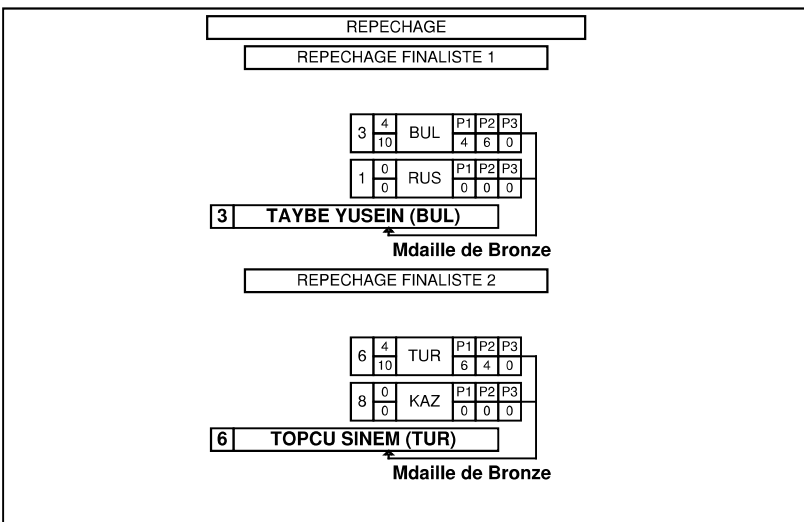 REPECHAGE
REPECHAGE FINALISTE 1
3 4 10 BUL P1 P2 P3 4 6 0
1 0 0 RUS P1 P2 P3 0 0 0
3 TAYBE YUSEIN (BUL)
Mdaille de Bronze
REPECHAGE FINALISTE 2
6 4 10 TUR P1 P2 P3 6 4 0
8 0 0 KAZ P1 P2 P3 0 0 0
6 TOPCU SINEM (TUR)
Mdaille de Bronze